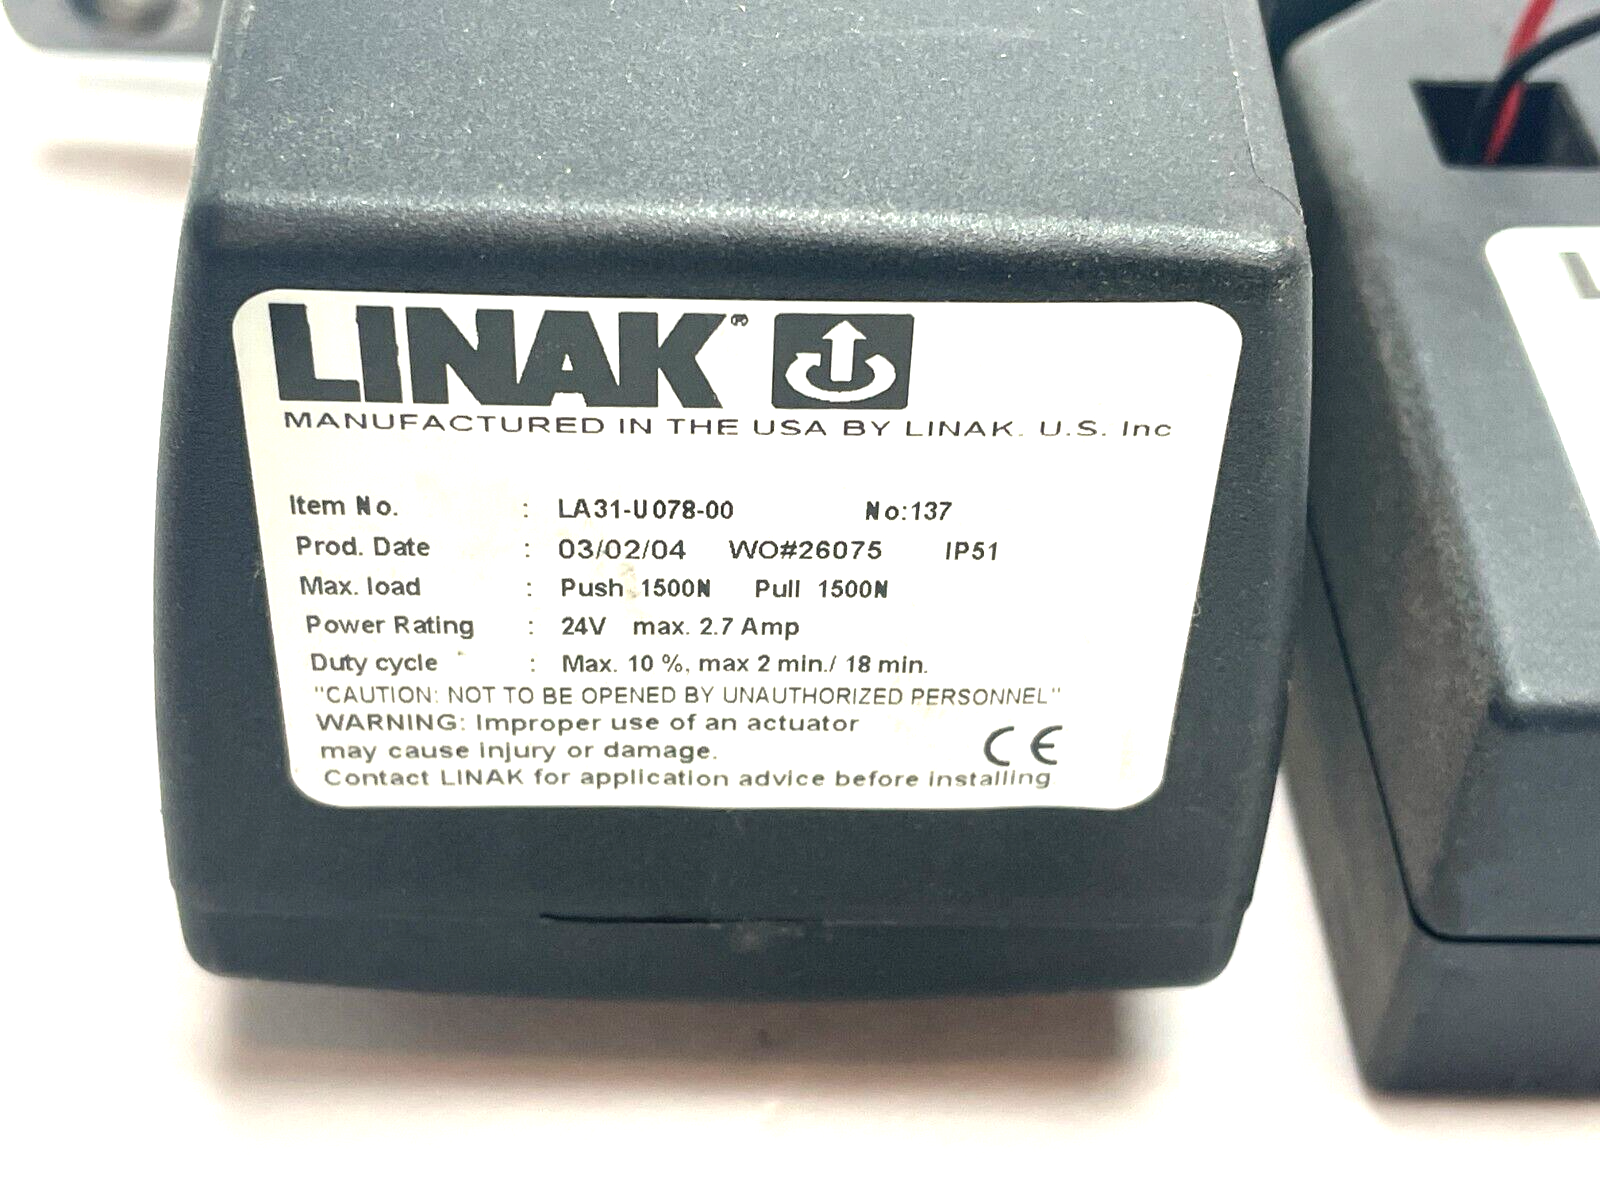 LINAK®
MANUFACTURED IN THE USA BY LINAK. U.S. Inc
Item No. : LA31-U078-00 No:137
Prod. Date : 03/02/04 WO#26075 IP51
Max. load : Push 1500N Pull 1500N
Power Rating : 24V max. 2.7 Amp
Duty cycle : Max. 10 %, max 2 min./ 18 min.
"CAUTION: NOT TO BE OPENED BY UNAUTHORIZED PERSONNEL"
WARNING: Improper use of an actuator
may cause injury or damage.
CE
Contact LINAK for application advice before installing